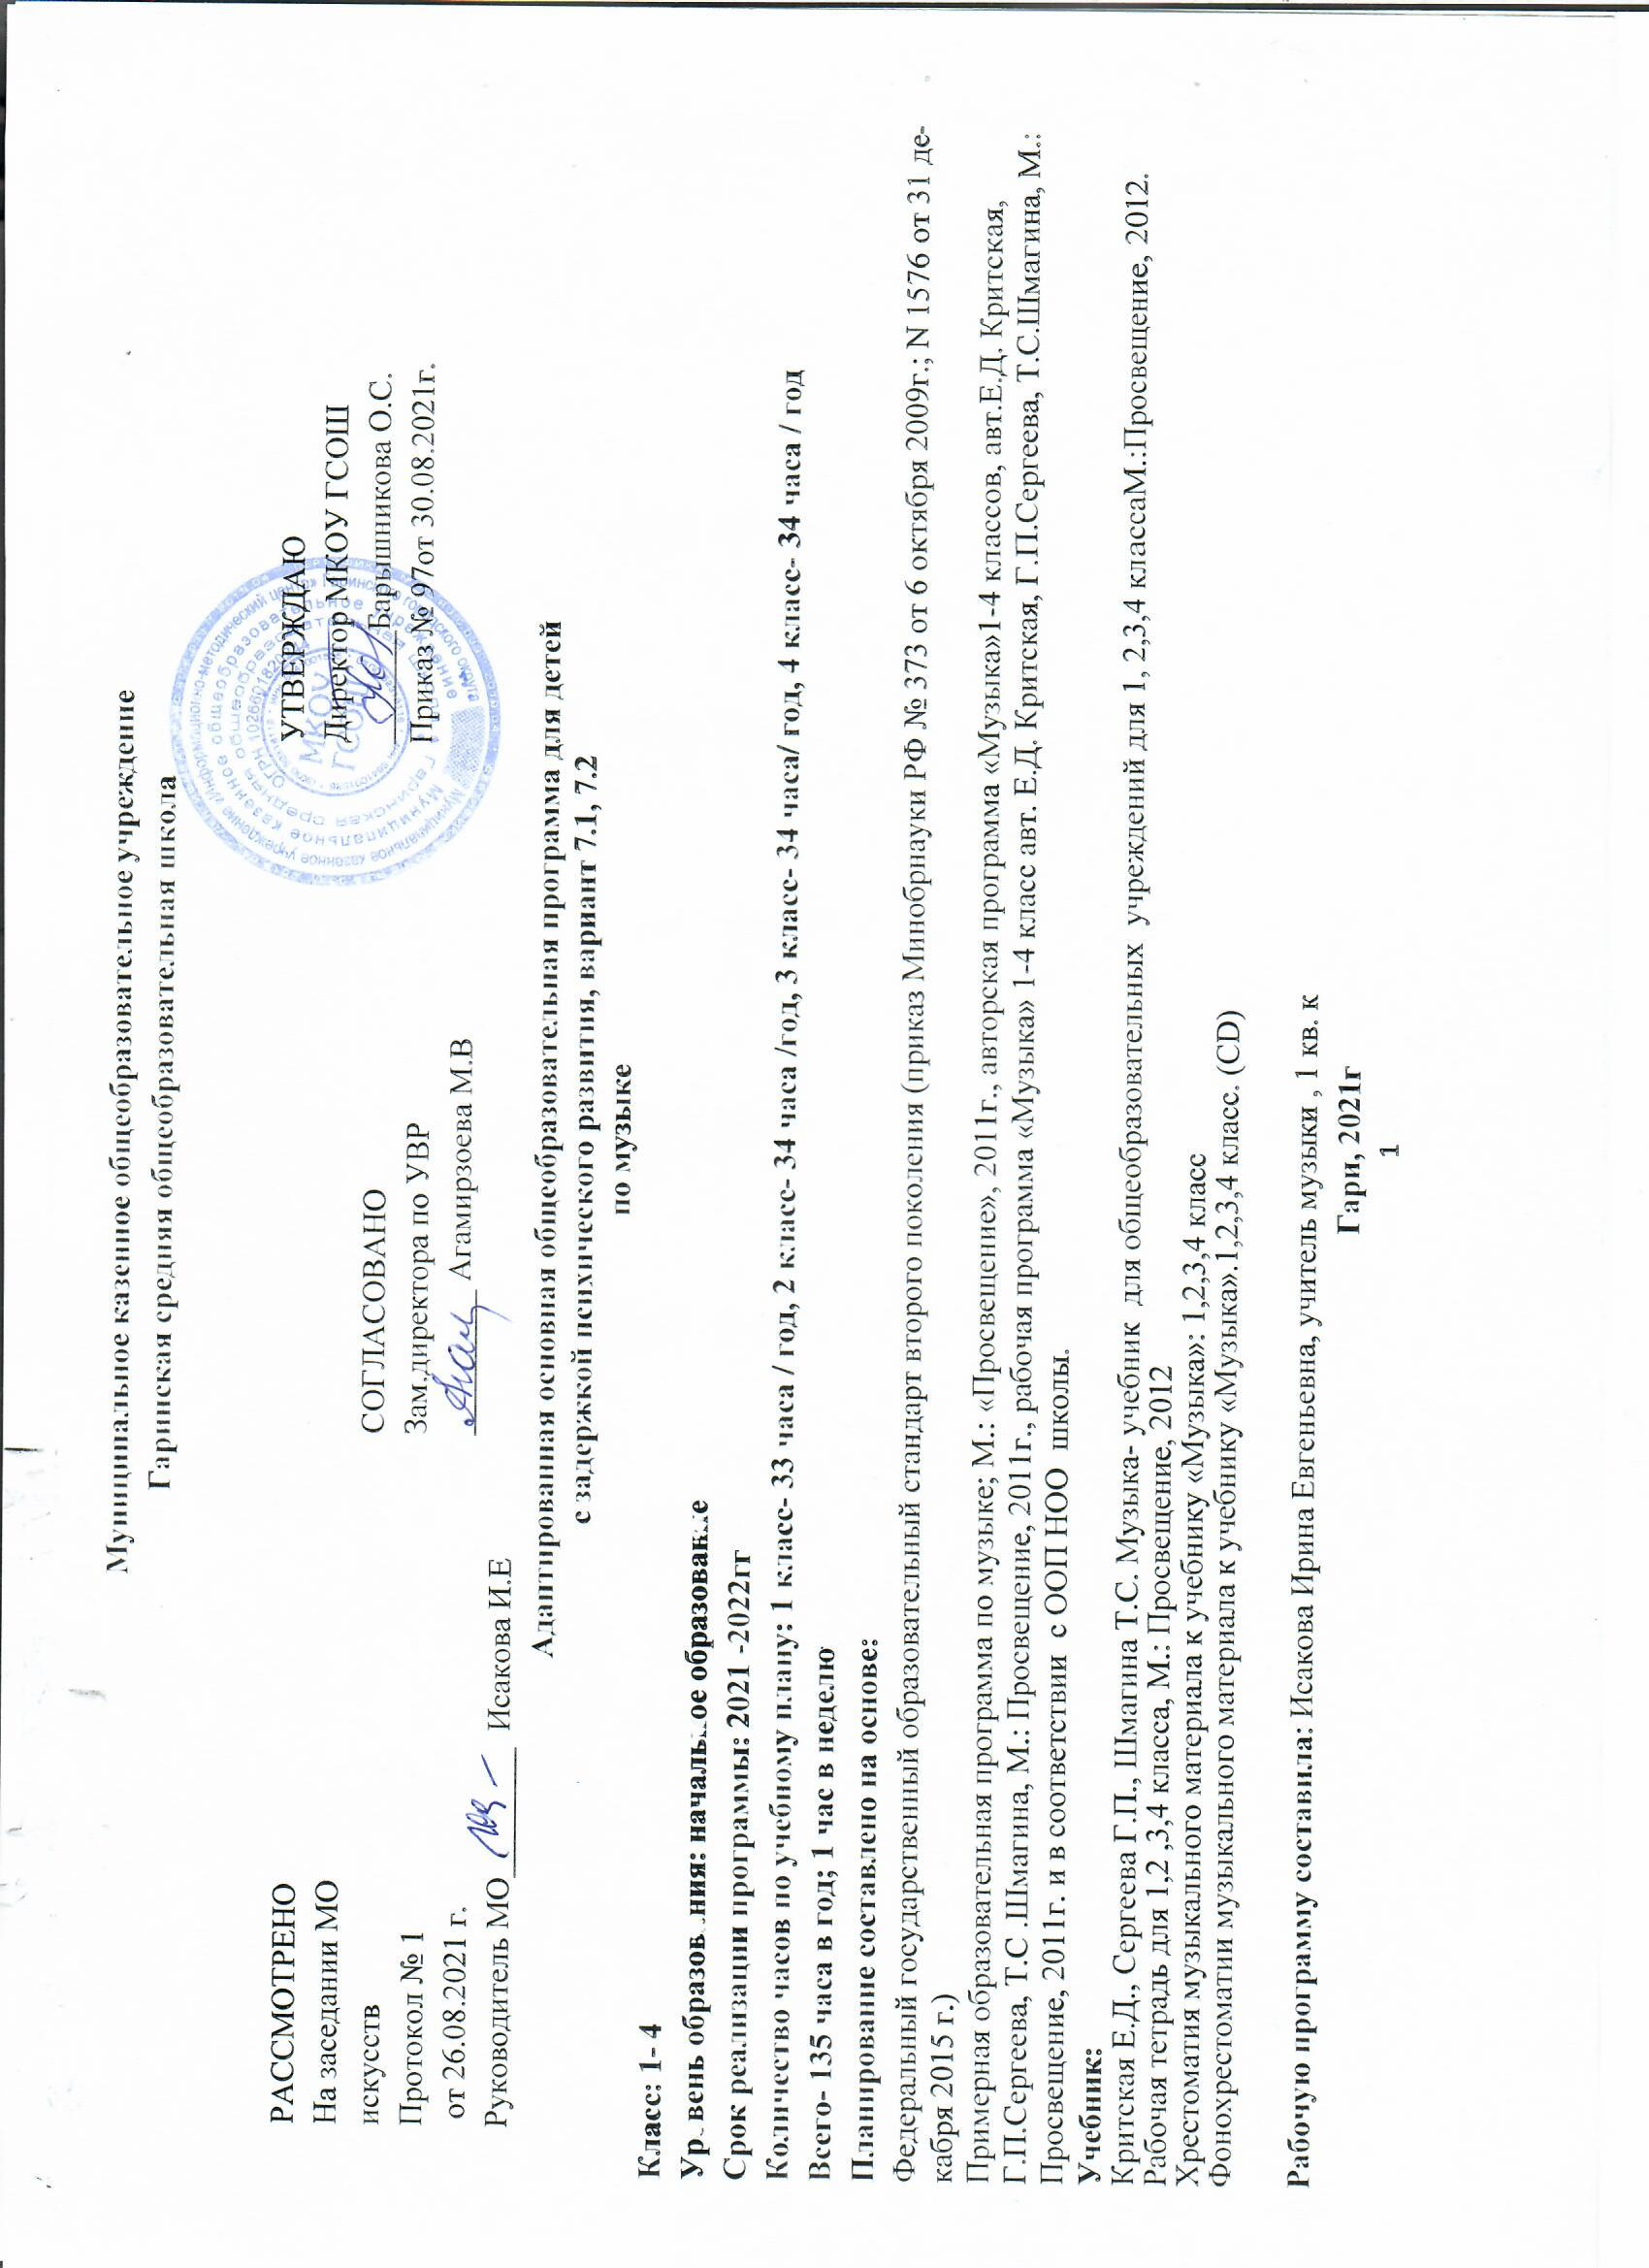 Муниципальное казенное общеобразовательное учреждение
Гаринская средняя общеобразовательная школа
РАССМОТРЕНО
На заседании МО
искусств
Протокол № 1
от 26.08.2021 г.
Руководитель МО Исакова И.Е
СОГЛАСОВАНО
Зам.директора по УВР
Агамирзоева М.В
УТВЕРЖДАЮ
Директор МКОУ ГСОШ
Барышникова О.С.
Приказ № 97от 30.08.2021г.
МКОУ
ГСОШ
Адаптированная основная общеобразовательная программа для детей
с задержкой психического развития, вариант 7.1, 7.2
по музыке
Класс: 1- 4
Уровень образования: начальное образование
Срок реализации программы: 2021 -2022гг
Количество часов по учебному плану: 1 класс- 33 часа / год, 2 класс- 34 часа /год, 3 класс- 34 часа/ год, 4 класс- 34 часа / год
Всего- 135 часа в год; 1 час в неделю
Планирование составлено на основе:
Федеральный государственный образовательный стандарт второго поколения (приказ Минобрнауки РФ № 373 от 6 октября 2009г.; N 1576 от 31 де-
кабря 2015 г.)
Примерная образовательная программа по музыке; М.: «Просвещение», 2011г., авторская программа «Музыка»1-4 классов, авт.Е.Д. Критская,
Г.П.Сергеева, Т.С .Шмагина, М.: Просвещение, 2011г., рабочая программа «Музыка» 1-4 класс авт. Е.Д. Критская, Г.П.Сергеева, Т.С.Шмагина, М.:
Просвещение, 2011г. и в соответствии с ООП НОО школы.
Учебник:
Критская Е.Д., Сергеева Г.П., Шмагина Т.С. Музыка- учебник для общеобразовательных учреждений для 1, 2,3,4 классаМ.:Просвещение, 2012.
Рабочая тетрадь для 1,2 ,3,4 класса, М.: Просвещение, 2012
Хрестоматия музыкального материала к учебнику «Музыка»: 1,2,3,4 класс
Фонохрестоматии музыкального материала к учебнику «Музыка».1,2,3,4 класс. (CD)
Рабочую программу составила: Исакова Ирина Евгеньевна, учитель музыки , 1 кв. к
Гари, 2021г
1